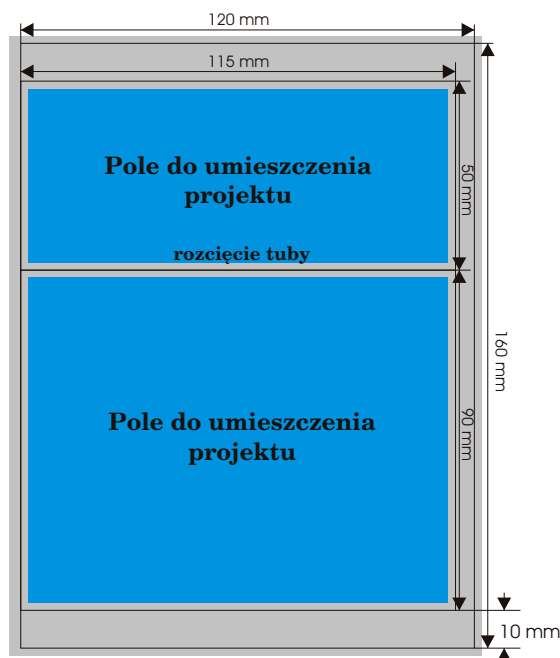 120 mm
115 mm
Pole do umieszczenia
projektu
50 mm
rozcięcie tuby
160 mm
Pole do umieszczenia
projektu
90 mm
10 mm